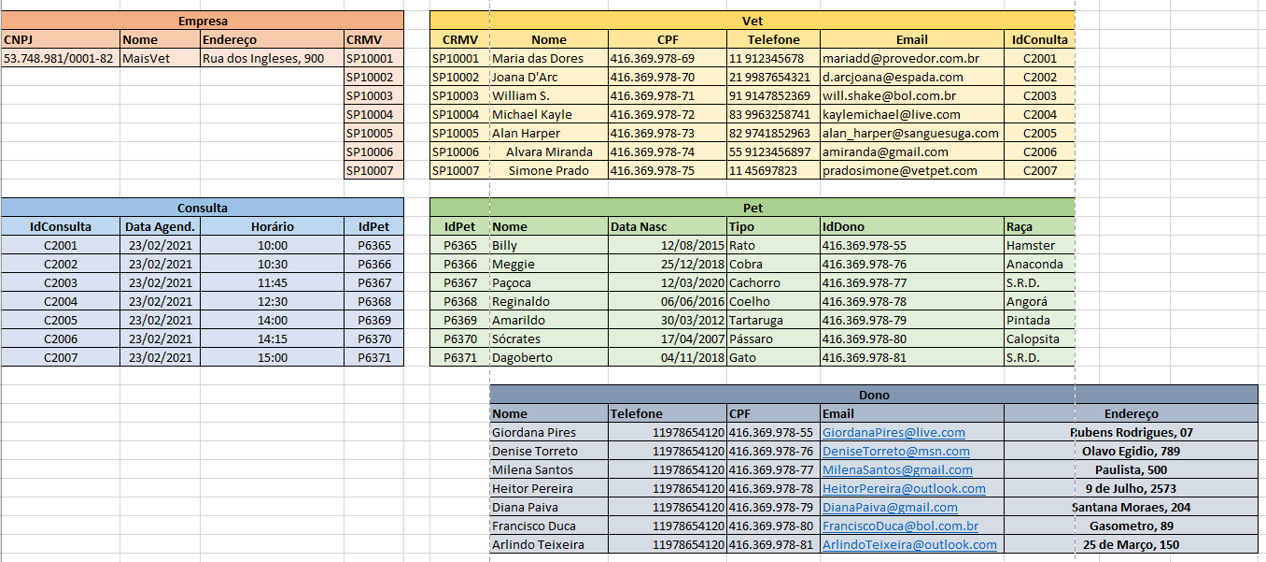 Empresa
CNPJ Nome Endereço CRMV
53.748.981/0001-82 MaisVet Rua dos Ingleses, 900 SP10001
SP10002
SP10003
SP10004
SP10005
SP10006
SP10007
Vet
CRMV Nome CPF Telefone Email IdConulta
SP10001 Maria das Dores 416.369.978-69 11 912345678 mariadd@provedor.com.br C2001
SP10002 Joana D'Arc 416.369.978-70 21 9987654321 d.arcjoana@espada.com C2002
SP10003 William S. 416.369.978-71 91 9147852369 will.shake@bol.com.br C2003
SP10004 Michael Kayle 416.369.978-72 83 9963258741 kaylemichael@live.com C2004
SP10005 Alan Harper 416.369.978-73 82 9741852963 alan_harper@sanguesuga.com C2005
SP10006 Alvara Miranda 416.369.978-74 55 9123456897 amiranda@gmail.com C2006
SP10007 Simone Prado 416.369.978-75 11 45697823 pradosimone@vetpet.com C2007
Consulta
IdConsulta Data Agend. Horário IdPet
C2001 23/02/2021 10:00 P6365
C2002 23/02/2021 10:30 P6366
C2003 23/02/2021 11:45 P6367
C2004 23/02/2021 12:30 P6368
C2005 23/02/2021 14:00 P6369
C2006 23/02/2021 14:15 P6370
C2007 23/02/2021 15:00 P6371
Pet
IdPet Nome Data Nasc Tipo IdDono Raça
P6365 Billy 12/08/2015 Rato 416.369.978-55 Hamster
P6366 Meggie 25/12/2018 Cobra 416.369.978-76 Anaconda
P6367 Paçoca 12/03/2020 Cachorro 416.369.978-77 S.R.D.
P6368 Reginaldo 06/06/2016 Coelho 416.369.978-78 Angorá
P6369 Amarildo 30/03/2012 Tartaruga 416.369.978-79 Pintada
P6370 Sócrates 17/04/2007 Pássaro 416.369.978-80 Calopsita
P6371 Dagoberto 04/11/2018 Gato 416.369.978-81 S.R.D.
Dono
Nome Telefone CPF Email Endereço
Giordana Pires 11978654120 416.369.978-55 GiordanaPires@live.com Rubens Rodrigues, 07
Denise Torreto 11978654120 416.369.978-76 DeniseTorreto@msn.com Olavo Egidio, 789
Milena Santos 11978654120 416.369.978-77 MilenaSantos@gmail.com Paulista, 500
Heitor Pereira 11978654120 416.369.978-78 HeitorPereira@outlook.com 9 de Julho, 2573
Diana Paiva 11978654120 416.369.978-79 DianaPaiva@gmail.com Santana Moraes, 204
Francisco Duca 11978654120 416.369.978-80 FranciscoDuca@bol.com.br Gasometro, 89
Arlindo Teixeira 11978654120 416.369.978-81 ArlindoTeixeira@outlook.com 25 de Março, 150